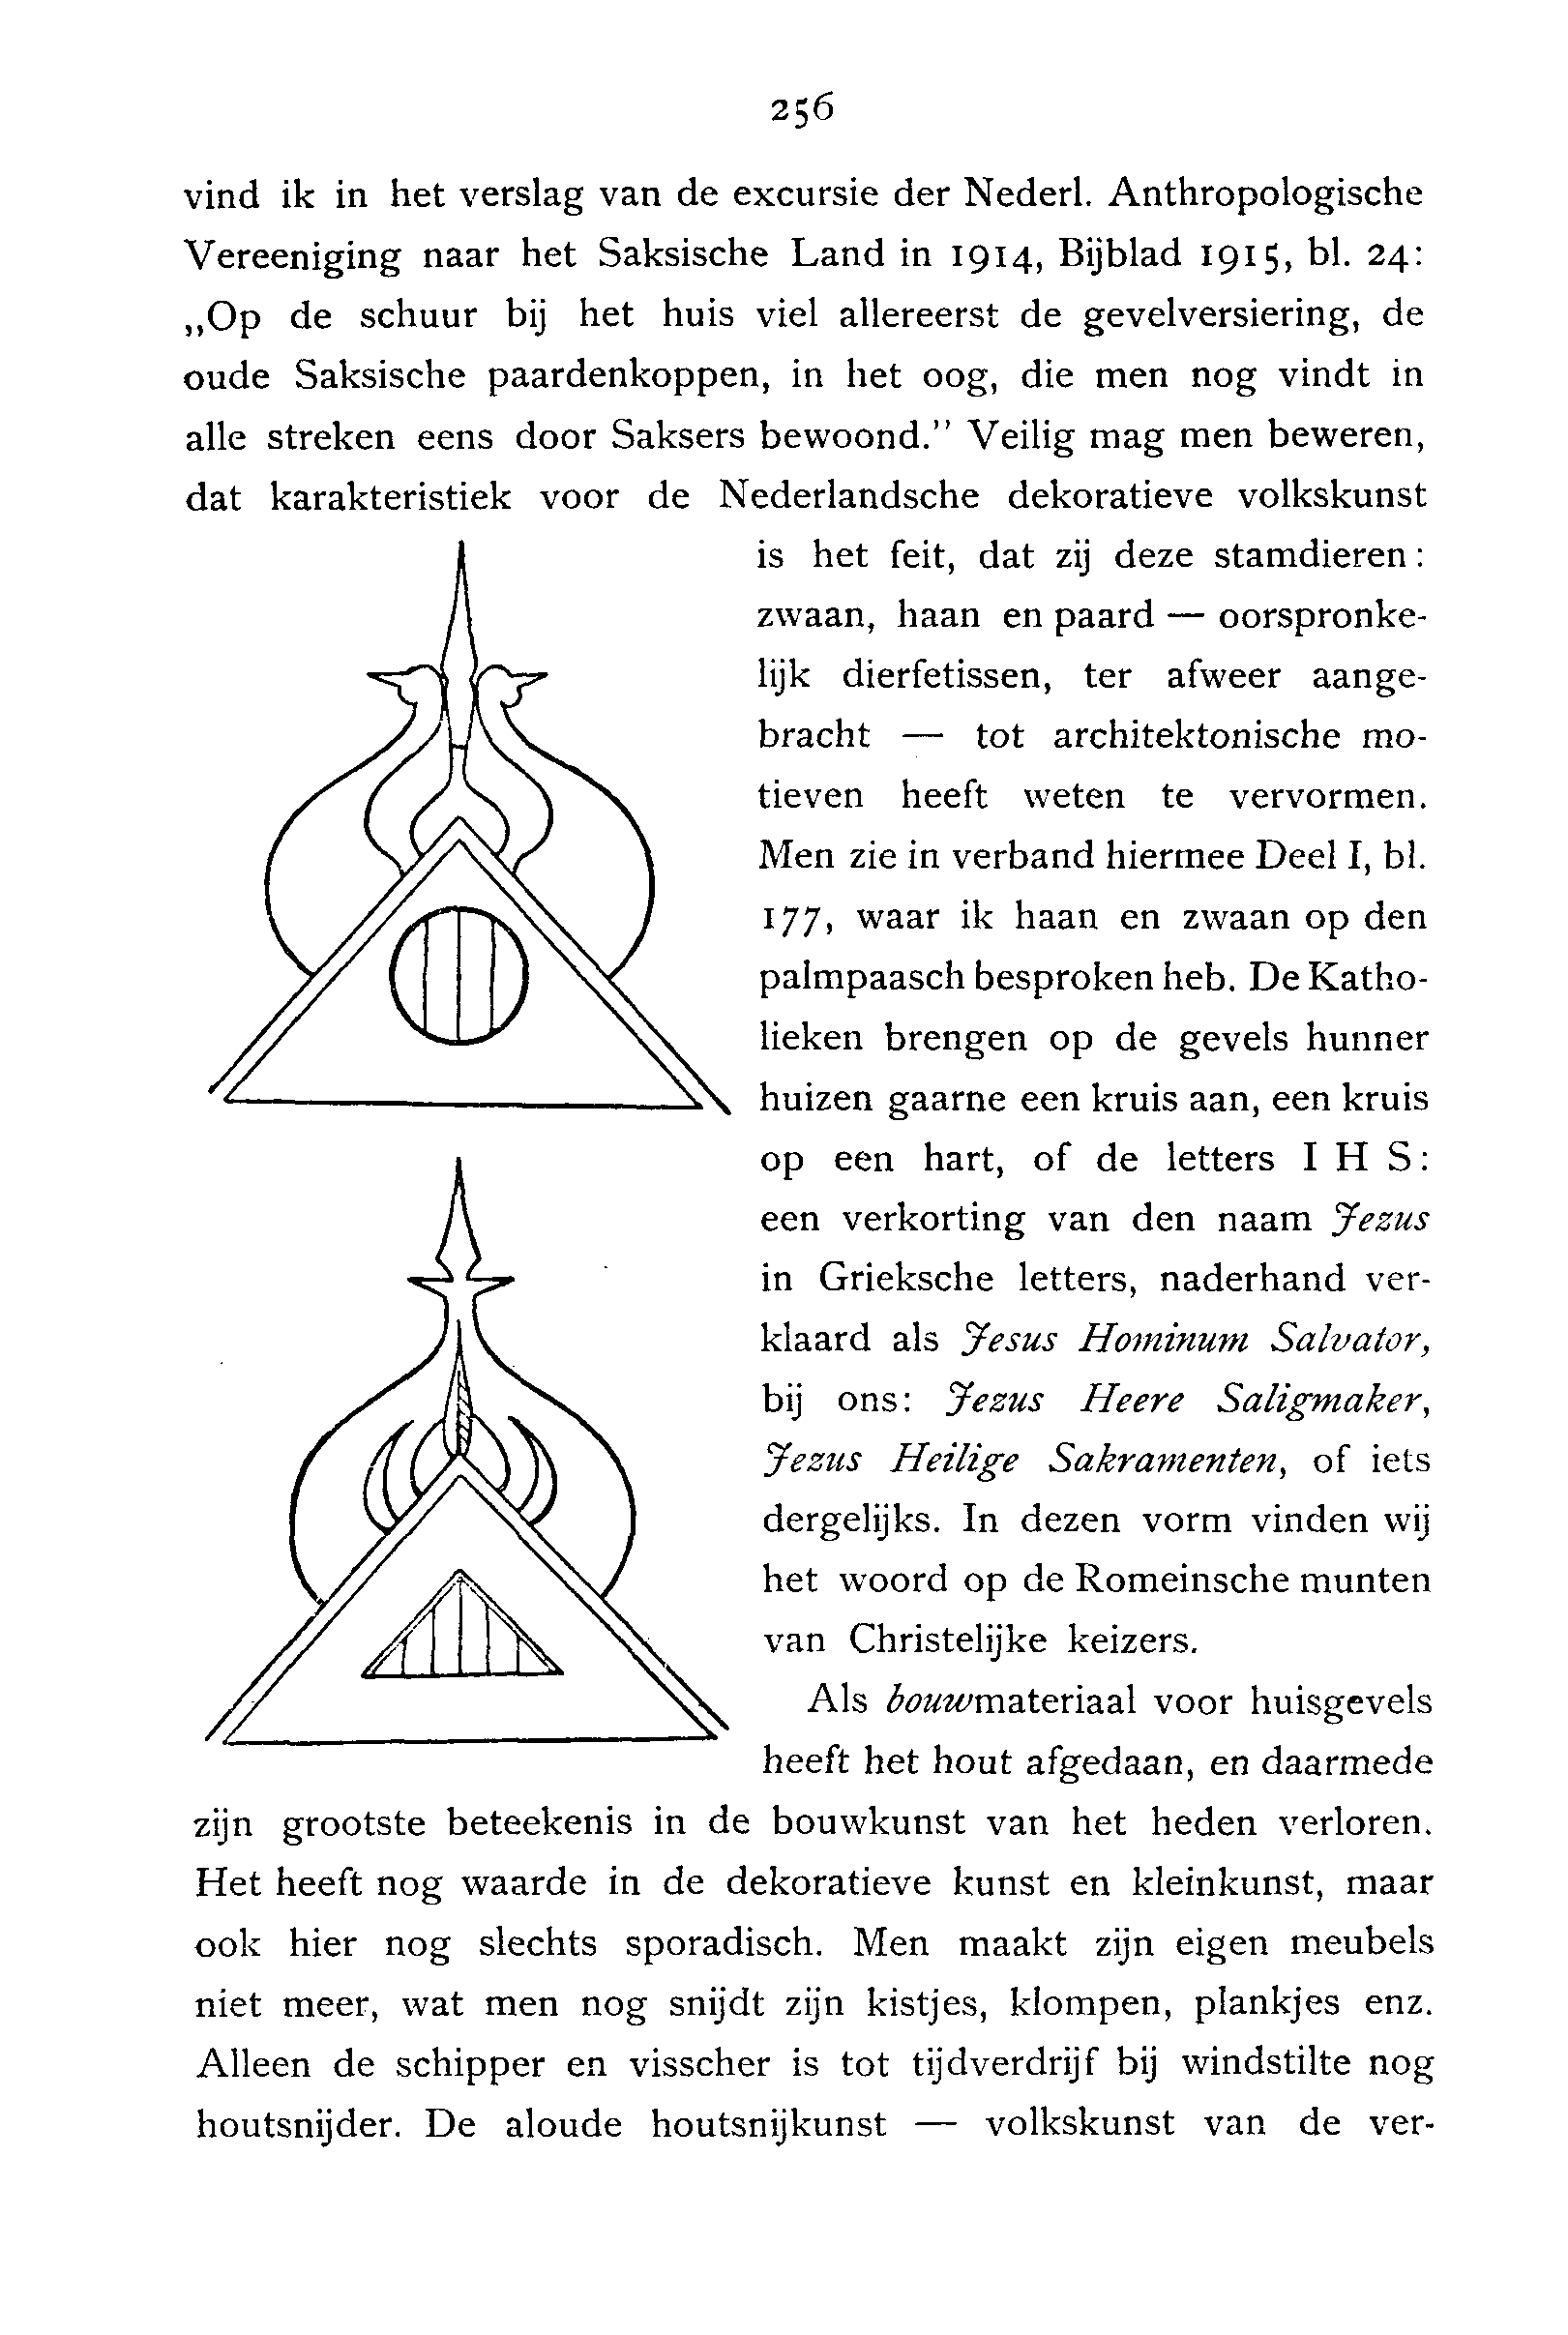 256
vind ik in het verslag van de excursie der Nederl. Anthropologische
Vereeniging naar het Saksische Land in 1914, Bijblad 1915, bl. 24:
„Op de schuur bij het huis viel allereerst de gevelversiering, de
oude Saksische paardenkoppen, in het oog, die men nog vindt in
alle streken eens door Saksers bewoond.” Veilig mag men beweren,
dat karakteristiek voor de Nederlandsche dekoratieve volkskunst
is het feit, dat zij deze stamdieren:
zwaan, haan en paard — oorspronke-
lijk dierfetissen, ter afweer aange-
bracht — tot architektonische mo-
tieven heeft weten te vervormen.
Men zie in verband hiermee Deel I, bl.
177, waar ik haan en zwaan op den
palmpaasch besproken heb. De Katho-
lieken brengen op de gevels hunner
huizen gaarne een kruis aan, een kruis
op een hart, of de letters I H S:
een verkorting van den naam Jezus
in Grieksche letters, naderhand ver-
klaard als Jesus Hominum Salvator,
bij ons: Jezus Heere Saligmaker,
Jezus Heilige Sakramenten, of iets
dergelijks. In dezen vorm vinden wij
het woord op de Romeinsche munten
van Christelijke keizers.
Als bouwmateriaal voor huisgevels
heeft het hout afgedaan, en daarmede
zijn grootste beteekenis in de bouwkunst van het heden verloren.
Het heeft nog waarde in de dekoratieve kunst en kleinkunst, maar
ook hier nog slechts sporadisch. Men maakt zijn eigen meubels
niet meer, wat men nog snijdt zijn kistjes, klompen, plankjes enz.
Alleen de schipper en visscher is tot tijdverdrijf bij windstilte nog
houtsnijder. De aloude houtsnijkunst — volkskunst van de ver-